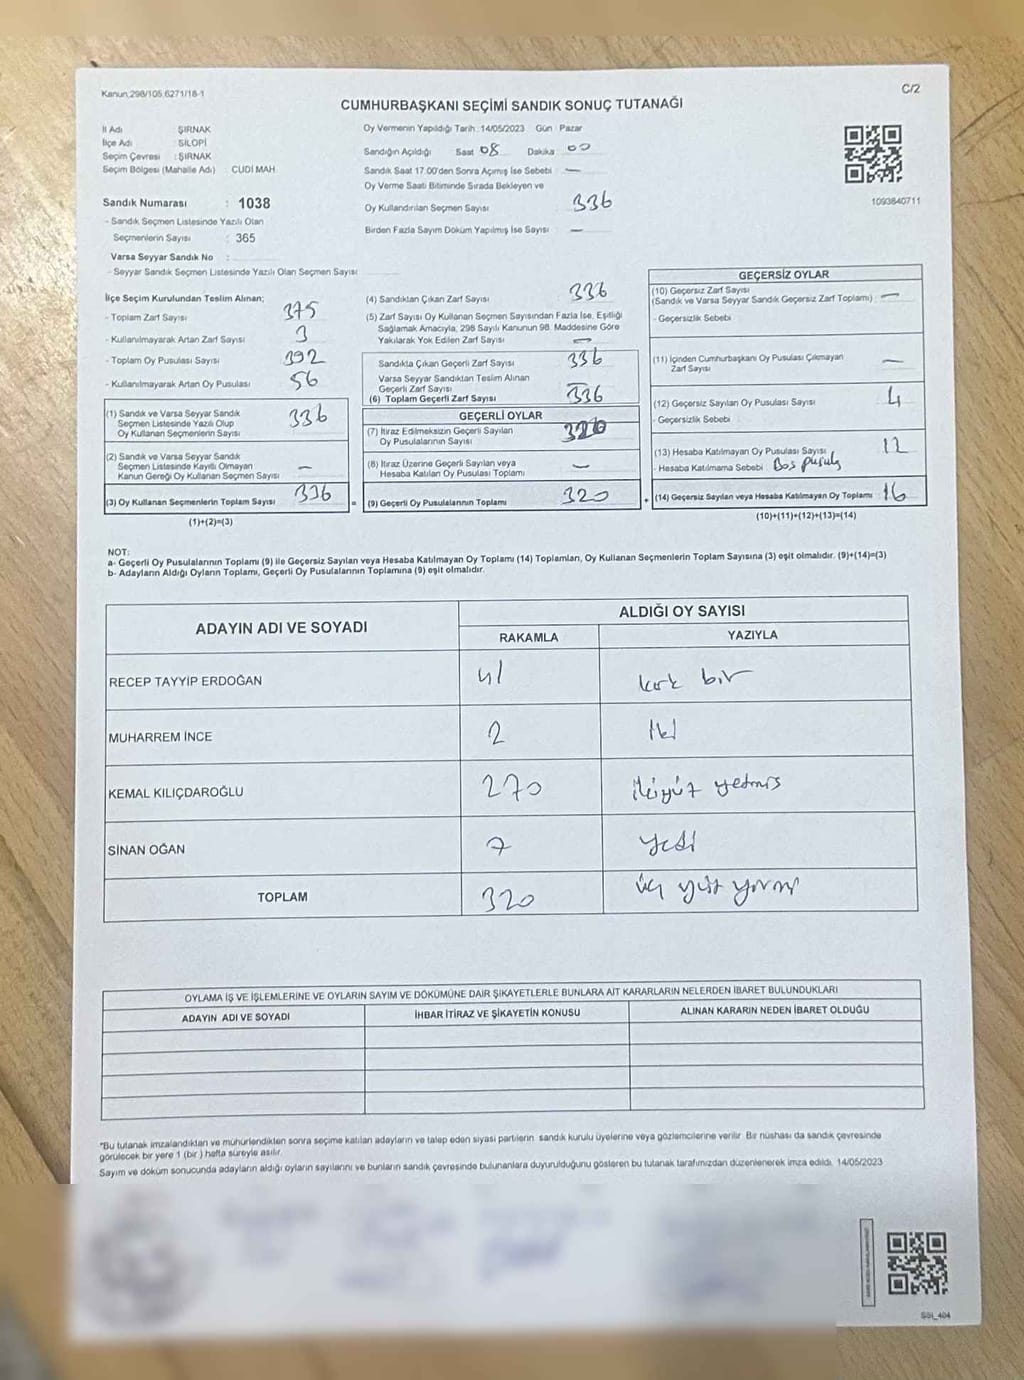 Kanun.298/105.6271/18-1
C/2
CUMHURBAŞKANI SEÇİMİ SANDIK SONUÇ TUTANAĞI
İl Adı ŞIRNAK
İlçe Adı SİLOPİ
Seçim Çevresi : ŞIRNAK
Seçim Bölgesi (Mahalle Adı) : CUDİ MAH
Sandık Numarası : 1038
- Sandık Seçmen Listesinde Yazılı Olan
Seçmenlerin Sayısı : 365
Varsa Seyyar Sandık No :
- Seyyar Sandık Seçmen Listesinde Yazılı Olan Seçmen Sayısı
Oy Vermenin Yapıldığı Tarih : 14/05/2023 Gün : Pazar
Sandığın Açıldığı Saat 08 Dakika : 00
Sandık Saat 17.00'den Sonra Açımış İse Sebebi : —
Oy Verme Saati Bitiminde Sırada Bekleyen ve
Oy Kullandırılan Seçmen Sayısı 336
Birden Fazla Sayım Döküm Yapılmış İse Sayısı —
1093840711
İlçe Seçim Kurulundan Teslim Alınan;
- Toplam Zarf Sayısı 375
- Kullanılmayarak Artan Zarf Sayısı 3
- Toplam Oy Pusulası Sayısı 392
- Kullanılmayarak Artan Oy Pusulası 56
(1) Sandık ve Varsa Seyyar Sandık
Seçmen Listesinde Yazılı Olup
Oy Kullanan Seçmenlerin Sayısı 336
(2) Sandık ve Varsa Seyyar Sandık
Seçmen Listesinde Kayıtlı Olmayan
Kanun Gereği Oy Kullanan Seçmen Sayısı —
(3) Oy Kullanan Seçmenlerin Toplam Sayısı 336
(1)+(2)=(3)
(4) Sandıktan Çıkan Zarf Sayısı 336
(5) Zarf Sayısı Oy Kullanan Seçmen Sayısından Fazla İse, Eşitliği
Sağlamak Amacıyla, 298 Sayılı Kanunun 98. Maddesine Göre
Yakılarak Yok Edilen Zarf Sayısı —
Sandıkla Çıkan Geçerli Zarf Sayısı 336
Varsa Seyyar Sandıktan Teslim Alınan
Geçerli Zarf Sayısı —
(6) Toplam Geçerli Zarf Sayısı 336
GEÇERLİ OYLAR
(7) İtiraz Edilmeksizin Geçerli Sayılan
Oy Pusulalarının Sayısı 320
(8) İtiraz Üzerine Geçerli Sayılan veya
Hesaba Katılan Oy Pusulası Toplamı —
= (9) Geçerli Oy Pusulalarının Toplamı 320
GEÇERSİZ OYLAR
(10) Geçersiz Zarf Sayısı
(Sandık ve Varsa Seyyar Sandık Geçersiz Zarf Toplamı) : —
- Geçersizlik Sebebi
(11) İçinden Cumhurbaşkanı Oy Pusulası Çıkmayan
Zarf Sayısı —
(12) Geçersiz Sayılan Oy Pusulası Sayısı 4
- Geçersizlik Sebebi
(13) Hesaba Katılmayan Oy Pusulası Sayısı 12
- Hesaba Katılmama Sebebi Boş pusula
+ (14) Geçersiz Sayılan veya Hesaba Katılmayan Oy Toplamı 16
(10)+(11)+(12)+(13)=(14)
NOT:
a- Geçerli Oy Pusulalarının Toplamı (9) ile Geçersiz Sayılan veya Hesaba Katılmayan Oy Toplamı (14) Toplamları, Oy Kullanan Seçmenlerin Toplam Sayısına (3) eşit olmalıdır. (9)+(14)=(3)
b- Adayların Aldığı Oyların Toplamı, Geçerli Oy Pusulalarının Toplamına (9) eşit olmalıdır.
ADAYIN ADI VE SOYADI ALDIĞI OY SAYISI
RAKAMLA YAZIYLA
RECEP TAYYİP ERDOĞAN 41 kırk bir
MUHARREM İNCE 2 İki
KEMAL KILIÇDAROĞLU 270 ikiyüz yetmiş
SİNAN OĞAN 7 yedi
TOPLAM 320 üç yüz yirmi
OYLAMA İŞ VE İŞLEMLERİNE VE OYLARIN SAYIM VE DÖKÜMÜNE DAİR ŞİKAYETLERLE BUNLARA AİT KARARLARIN NELERDEN İBARET BULUNDUKLARI
ADAYIN ADI VE SOYADI İHBAR İTİRAZ VE ŞİKAYETİN KONUSU ALINAN KARARIN NEDEN İBARET OLDUĞU
*Bu tutanak imzalandıktan ve mühürlendikten sonra seçime katılan adayların ve talep eden siyasi partilerin sandık kurulu üyelerine veya gözlemcilerine verilir. Bir nüshası da sandık çevresinde
görülecek bir yere 1 (bir ) hafta süreyle asılır.
Sayım ve döküm sonucunda adayların aldığı oyların sayılarını ve bunların sandık çevresinde bulunanlara duyurulduğunu gösteren bu tutanak tarafımızdan düzenlenerek imza edildi. 14/05/2023
SSI_404